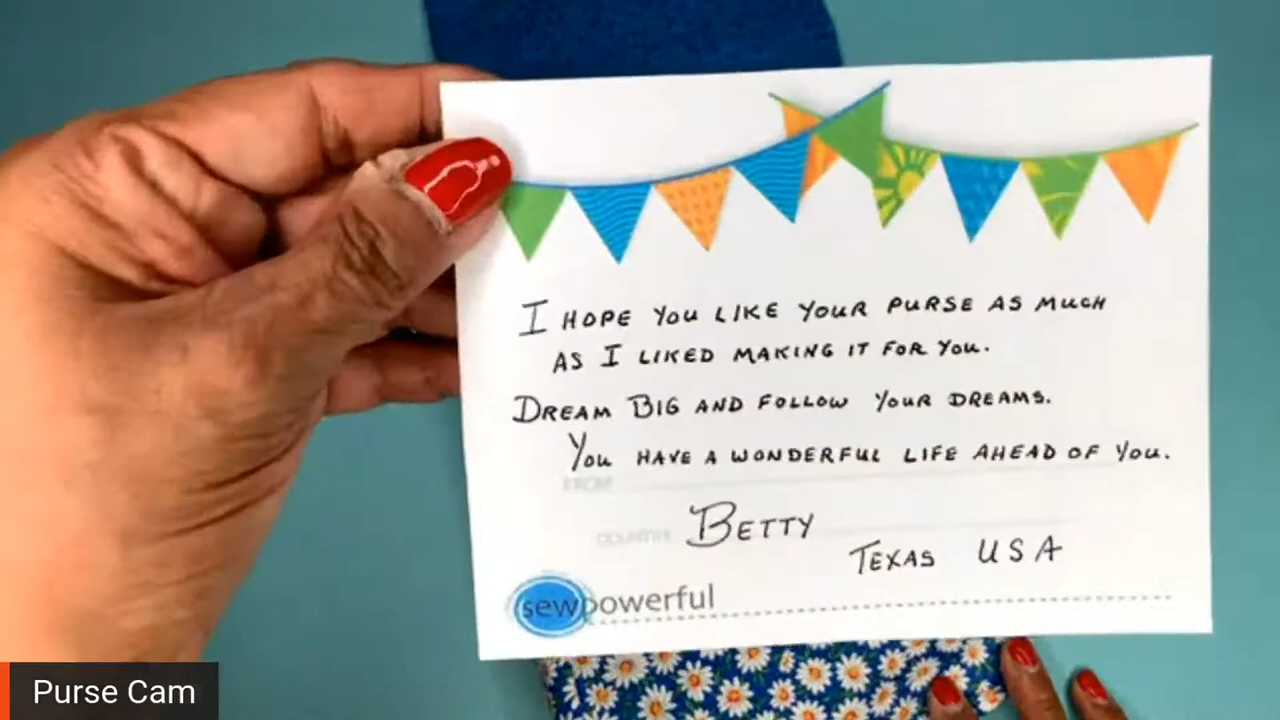 I HOPE YOU LIKE YOUR PURSE AS MUCH
AS I LIKED MAKING IT FOR YOU.
DREAM BIG AND FOLLOW YOUR DREAMS.
YOU HAVE A WONDERFUL LIFE AHEAD OF YOU.
FROM
COUNTRY BETTY
TEXAS USA
sewpowerful
Purse Cam